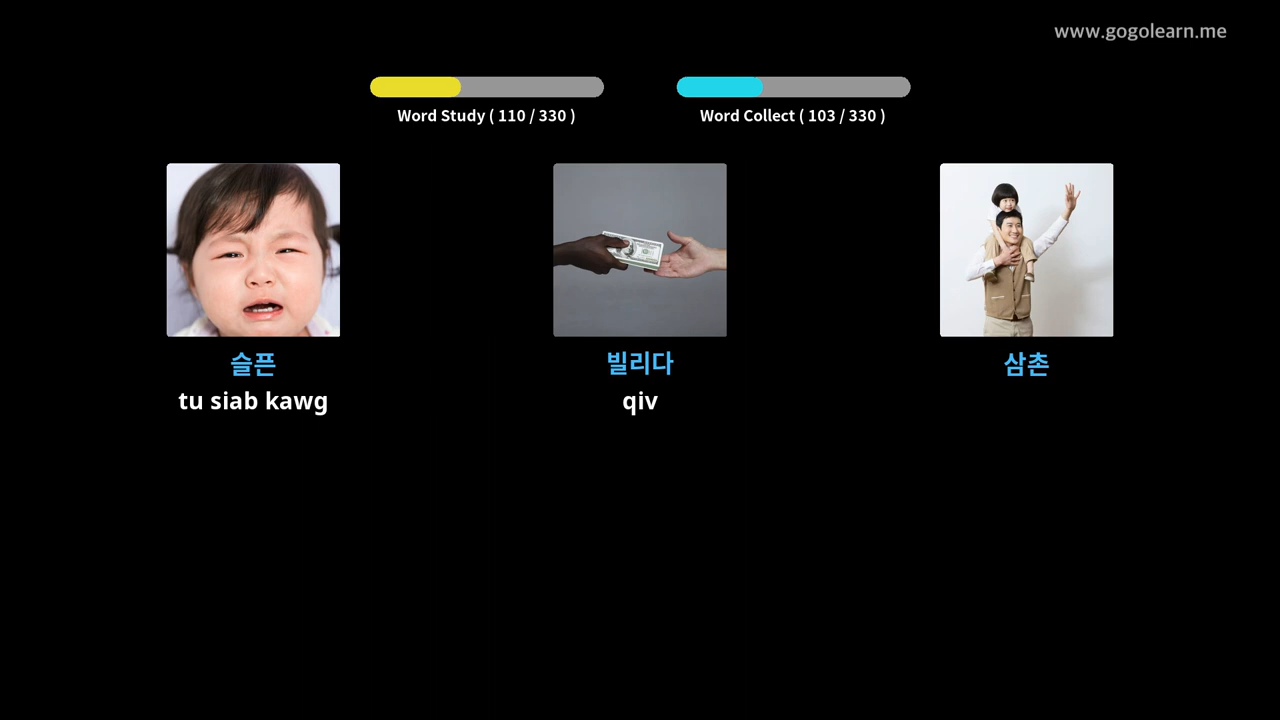 www.gogolearn.me
Word Study ( 110 / 330 )
Word Collect ( 103 / 330 )
슬픈
빌리다
삼촌
tu siab kawg
qiv